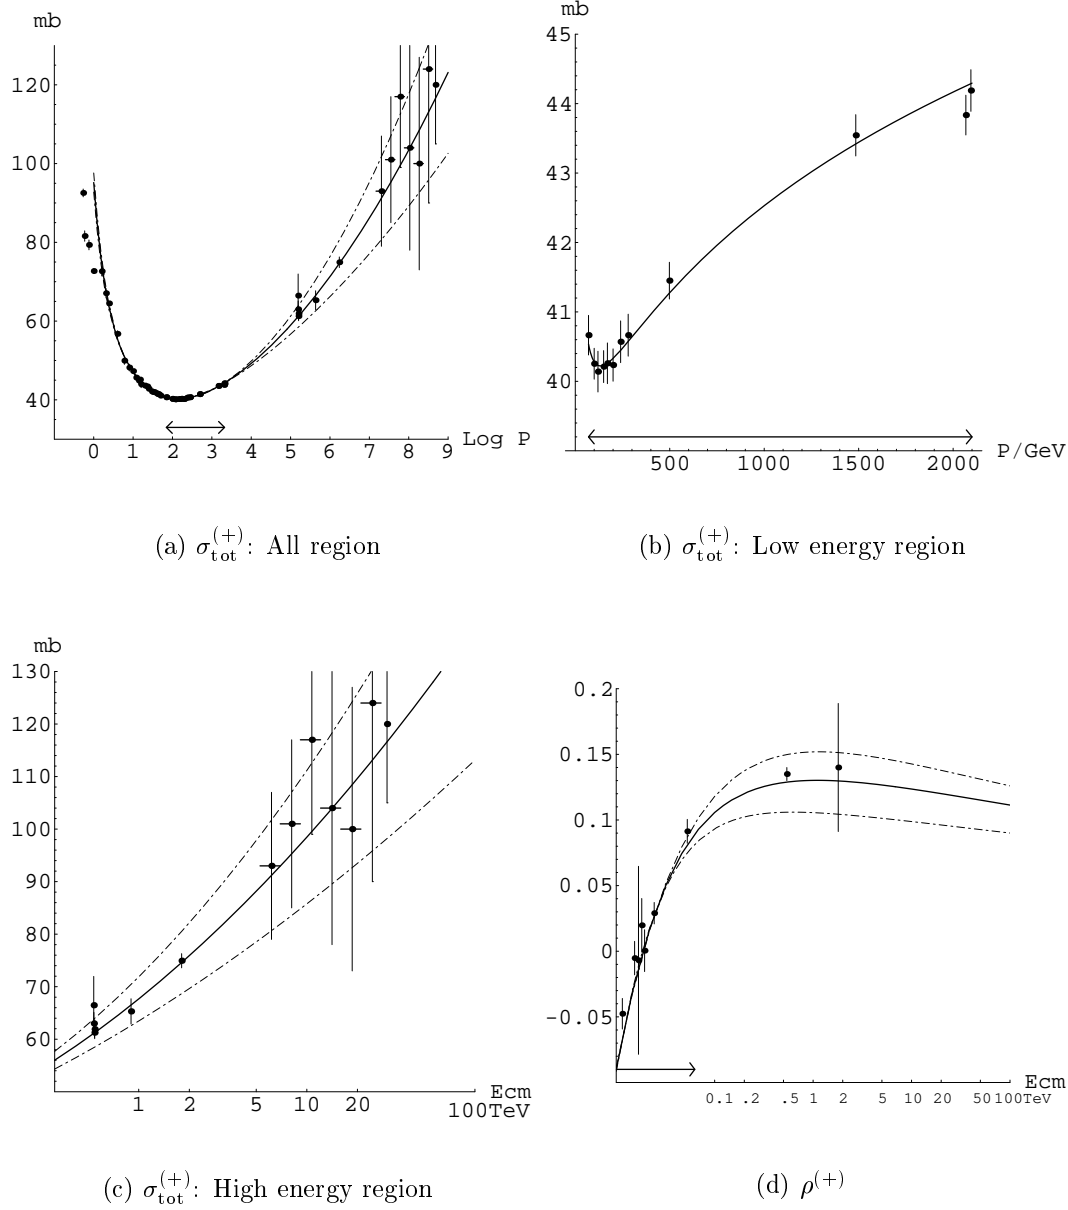 mb
120
100
80
60
40
0 1 2 3 4 5 6 7 8 9 Log P
(a) σ_tot^(+): All region
mb
45
44
43
42
41
40
500 1000 1500 2000 P/GeV
(b) σ_tot^(+): Low energy region
mb
130
120
110
100
90
80
70
60
1 2 5 10 20 100TeV
Ecm
(c) σ_tot^(+): High energy region
0.2
0.15
0.1
0.05
0
-0.05
Ecm
0.1 .2 .5 1 2 5 10 20 50 100TeV
(d) ρ^(+)